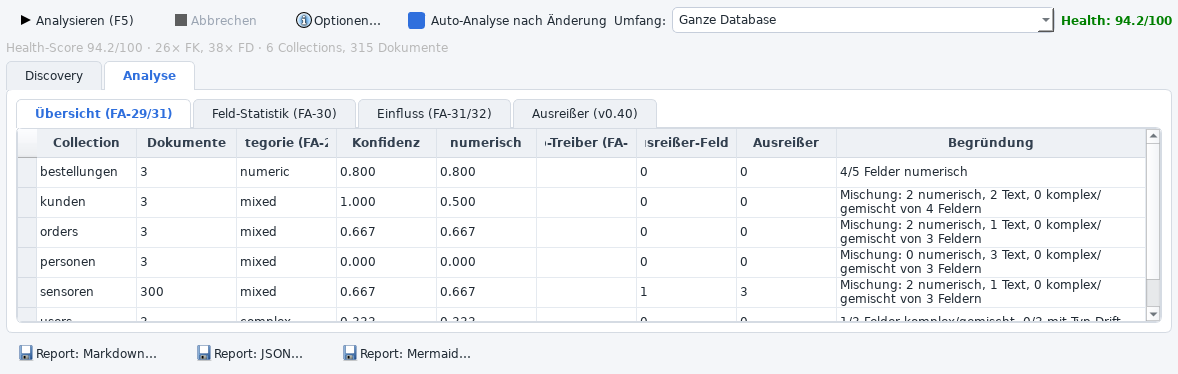 Analysieren (F5) Abbrechen Optionen... Auto-Analyse nach Änderung Umfang: Ganze Database Health: 94.2/100
Health-Score 94.2/100 · 26× FK, 38× FD · 6 Collections, 315 Dokumente
Discovery Analyse
Übersicht (FA-29/31) Feld-Statistik (FA-30) Einfluss (FA-31/32) Ausreißer (v0.40)
Collection Dokumente tegorie (FA-2 Konfidenz numerisch -Treiber (FA- sreißer-Feld Ausreißer Begründung
bestellungen 3 numeric 0.800 0.800 0 0 4/5 Felder numerisch
kunden 3 mixed 1.000 0.500 0 0 Mischung: 2 numerisch, 2 Text, 0 komplex/
gemischt von 4 Feldern
orders 3 mixed 0.667 0.667 0 0 Mischung: 2 numerisch, 1 Text, 0 komplex/
gemischt von 3 Feldern
personen 3 mixed 0.000 0.000 0 0 Mischung: 0 numerisch, 3 Text, 0 komplex/
gemischt von 3 Feldern
sensoren 300 mixed 0.667 0.667 1 3 Mischung: 2 numerisch, 1 Text, 0 komplex/
gemischt von 3 Feldern
Report: Markdown... Report: JSON... Report: Mermaid...